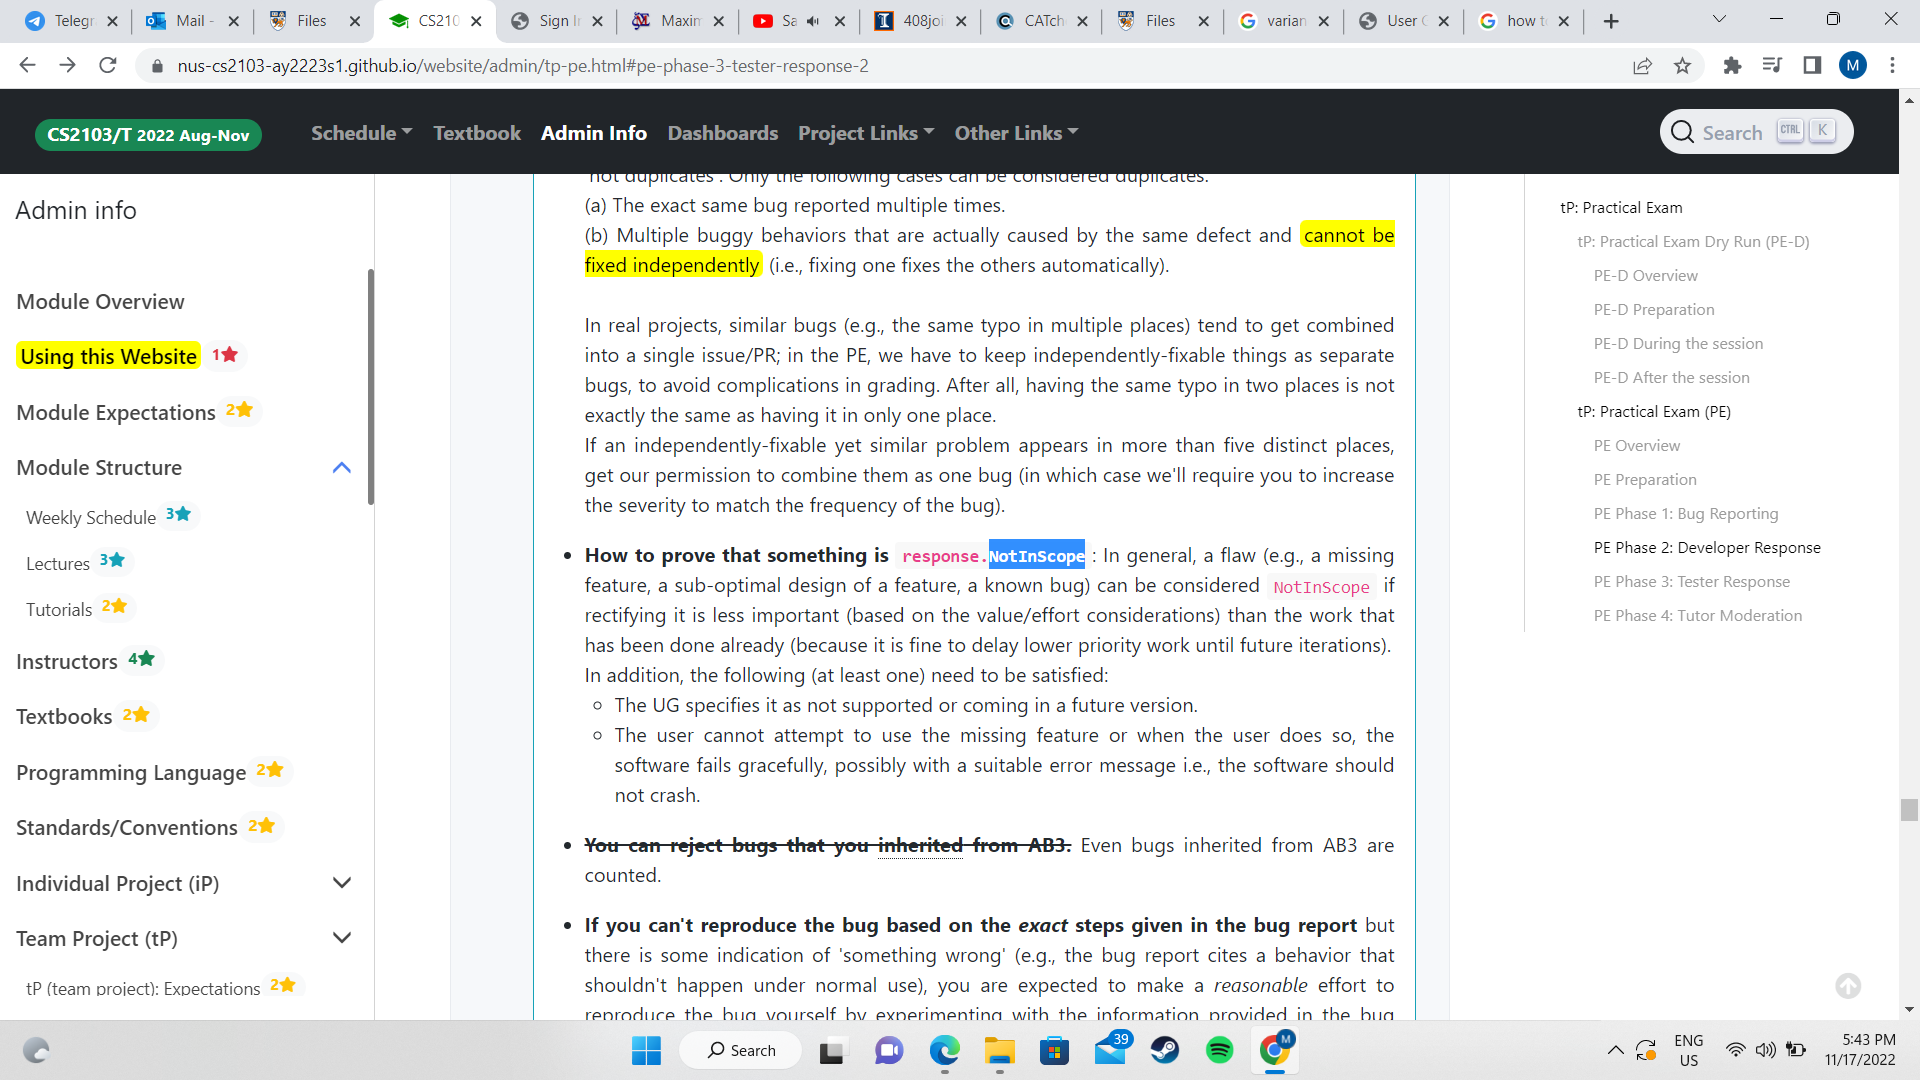 Telegr
Mail -
Files
CS210
Sign In
Maxim
Sa
408joi
CATch
Files
varian
User G
how t
nus-cs2103-ay2223s1.github.io/website/admin/tp-pe.html#pe-phase-3-tester-response-2
M
CS2103/T 2022 Aug-Nov
Schedule
Textbook
Admin Info
Dashboards
Project Links
Other Links
Search CTRL K
Admin info
Module Overview
Using this Website 1
Module Expectations 2
Module Structure
Weekly Schedule 3
Lectures 3
Tutorials 2
Instructors 4
Textbooks 2
Programming Language 2
Standards/Conventions 2
Individual Project (iP)
Team Project (tP)
tP (team project): Expectations 2
'not duplicates'. Only the following cases can be considered duplicates.
(a) The exact same bug reported multiple times.
(b) Multiple buggy behaviors that are actually caused by the same defect and cannot be
fixed independently (i.e., fixing one fixes the others automatically).
In real projects, similar bugs (e.g., the same typo in multiple places) tend to get combined
into a single issue/PR; in the PE, we have to keep independently-fixable things as separate
bugs, to avoid complications in grading. After all, having the same typo in two places is not
exactly the same as having it in only one place.
If an independently-fixable yet similar problem appears in more than five distinct places,
get our permission to combine them as one bug (in which case we'll require you to increase
the severity to match the frequency of the bug).
• How to prove that something is response.NotInScope : In general, a flaw (e.g., a missing
feature, a sub-optimal design of a feature, a known bug) can be considered NotInScope if
rectifying it is less important (based on the value/effort considerations) than the work that
has been done already (because it is fine to delay lower priority work until future iterations).
In addition, the following (at least one) need to be satisfied:
◦ The UG specifies it as not supported or coming in a future version.
◦ The user cannot attempt to use the missing feature or when the user does so, the
software fails gracefully, possibly with a suitable error message i.e., the software should
not crash.
• You can reject bugs that you inherited from AB3. Even bugs inherited from AB3 are
counted.
• If you can't reproduce the bug based on the exact steps given in the bug report but
there is some indication of 'something wrong' (e.g., the bug report cites a behavior that
shouldn't happen under normal use), you are expected to make a reasonable effort to
reproduce the bug yourself by experimenting with the information provided in the bug
tP: Practical Exam
tP: Practical Exam Dry Run (PE-D)
PE-D Overview
PE-D Preparation
PE-D During the session
PE-D After the session
tP: Practical Exam (PE)
PE Overview
PE Preparation
PE Phase 1: Bug Reporting
PE Phase 2: Developer Response
PE Phase 3: Tester Response
PE Phase 4: Tutor Moderation
Search
39
M
ENG
US
5:43 PM
11/17/2022